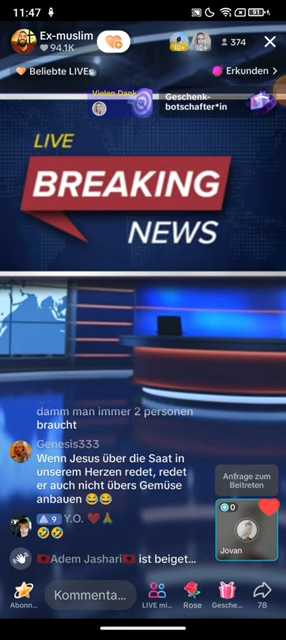 11:47
Ex-muslim
94.1K
10+
10+
374
Beliebte LIVEs
Erkunden >
Vielen Dank
Geschenk-
botschafter*in
LIVE
BREAKING
NEWS
damm man immer 2 personen
braucht
Genesis333
Wenn Jesus über die Saat in
unserem Herzen redet, redet
er auch nicht übers Gemüse
anbauen 😂😂
9 Y.O. ❤️🙏
🤣🤣
Adem Jashari ist beiget...
Anfrage zum
Beitreten
0
Jovan
Abonn...
Kommenta...
LIVE mi...
Rose
Gesche...
78